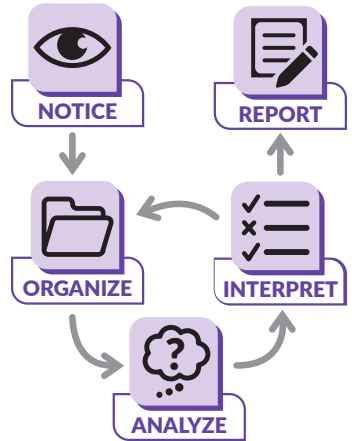 NOTICE
REPORT
ORGANIZE
INTERPRET
?
ANALYZE